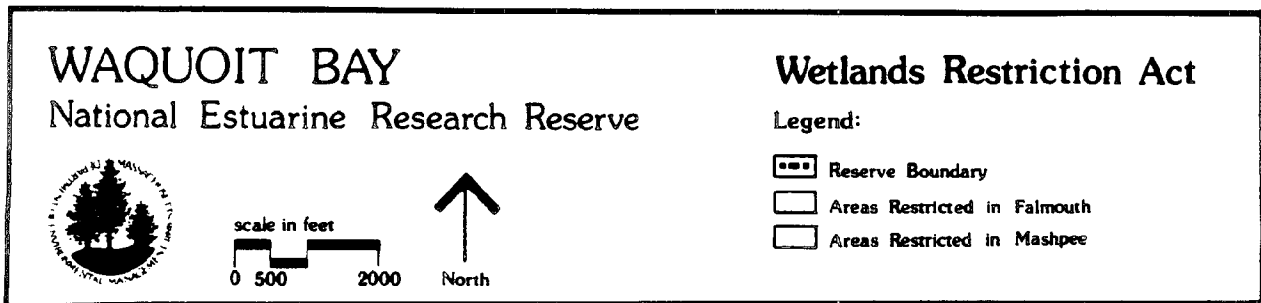 WAQUOIT BAY
National Estuarine Research Reserve
scale in feet
0 500 2000
North
Wetlands Restriction Act
Legend:
Reserve Boundary
Areas Restricted in Falmouth
Areas Restricted in Mashpee